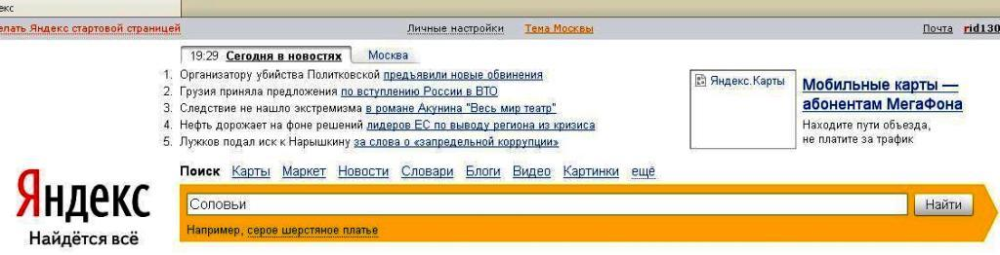 екс
елать Яндекс стартовой страницей Личные настройки Тема Москвы Почта rid130
19:29 Сегодня в новостях Москва
1. Организатору убийства Политковской предъявили новые обвинения
2. Грузия приняла предложения по вступлению России в ВТО
3. Следствие не нашло экстремизма в романе Акунина "Весь мир театр"
4. Нефть дорожает на фоне решений лидеров ЕС по выводу региона из кризиса
5. Лужков подал иск к Нарышкину за слова о «запредельной коррупции»
Яндекс.Карты
Мобильные карты —
абонентам МегаФона
Находите пути объезда,
не платите за трафик
Поиск Карты Маркет Новости Словари Блоги Видео Картинки ещё
Яндекс
Найдётся всё
Соловьи Найти
Например, серое шерстяное платье